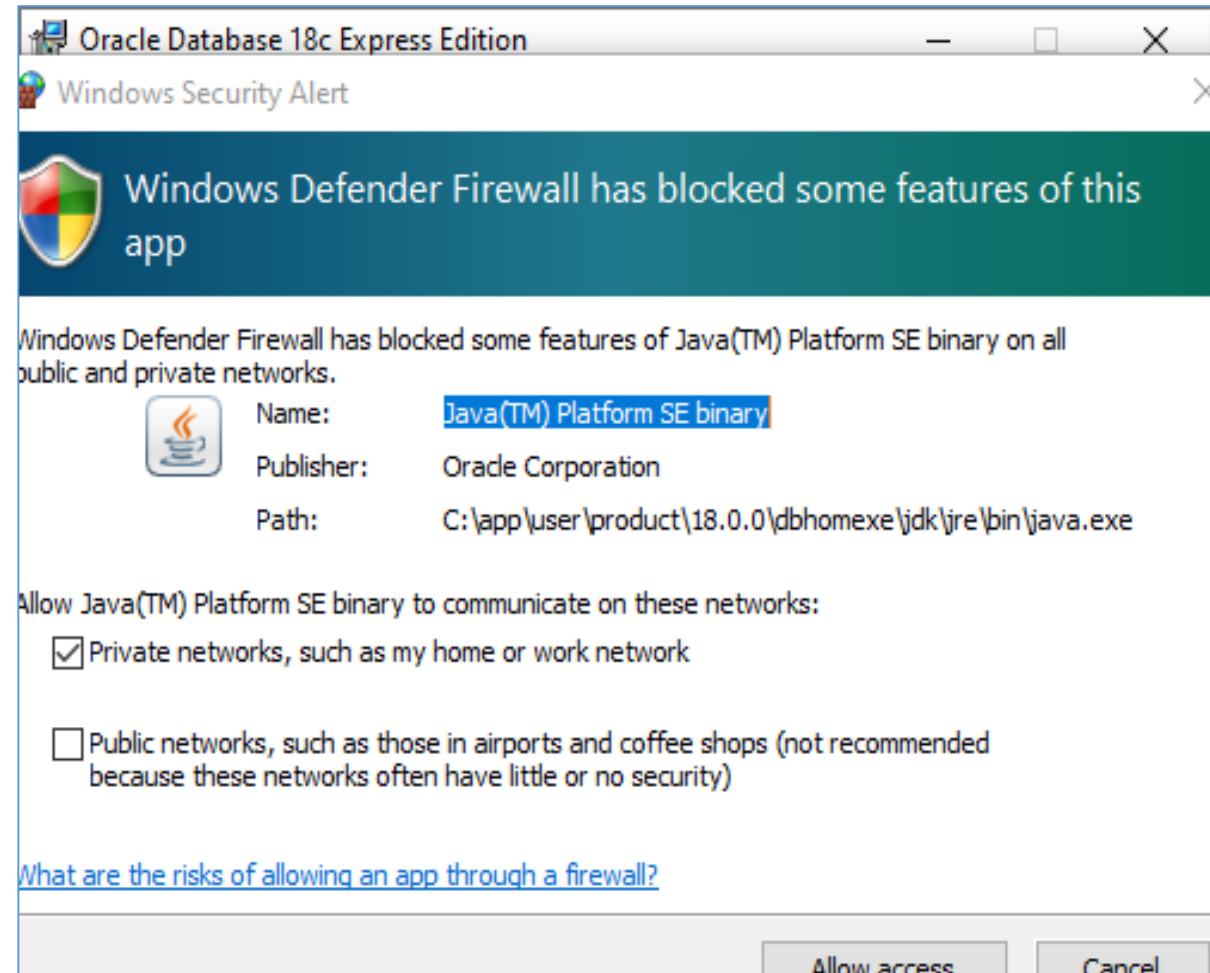 Oracle Database 18c Express Edition
Windows Security Alert
Windows Defender Firewall has blocked some features of this
app
Windows Defender Firewall has blocked some features of Java(TM) Platform SE binary on all
public and private networks.
Name: Java(TM) Platform SE binary
Publisher: Oracle Corporation
Path: C:\app\user\product\18.0.0\dbhomexe\jdk\jre\bin\java.exe
Allow Java(TM) Platform SE binary to communicate on these networks:
Private networks, such as my home or work network
Public networks, such as those in airports and coffee shops (not recommended
because these networks often have little or no security)
What are the risks of allowing an app through a firewall?
Allow access Cancel